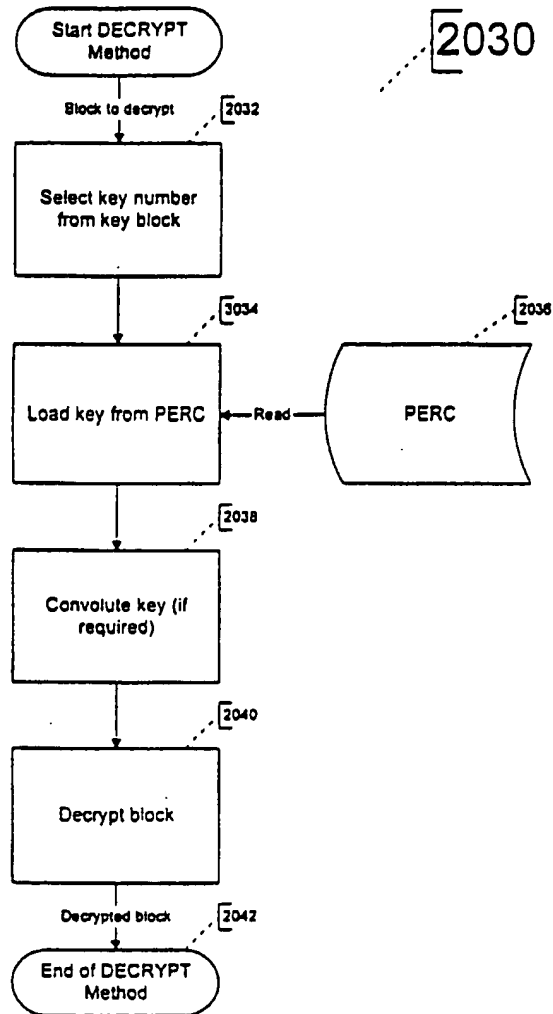 Start DECRYPT
Method
2030
Block to decrypt
2032
Select key number
from key block
3034
2036
Load key from PERC
Read
PERC
2038
Convolute key (if
required)
2040
Decrypt block
Decrypted block
2042
End of DECRYPT
Method